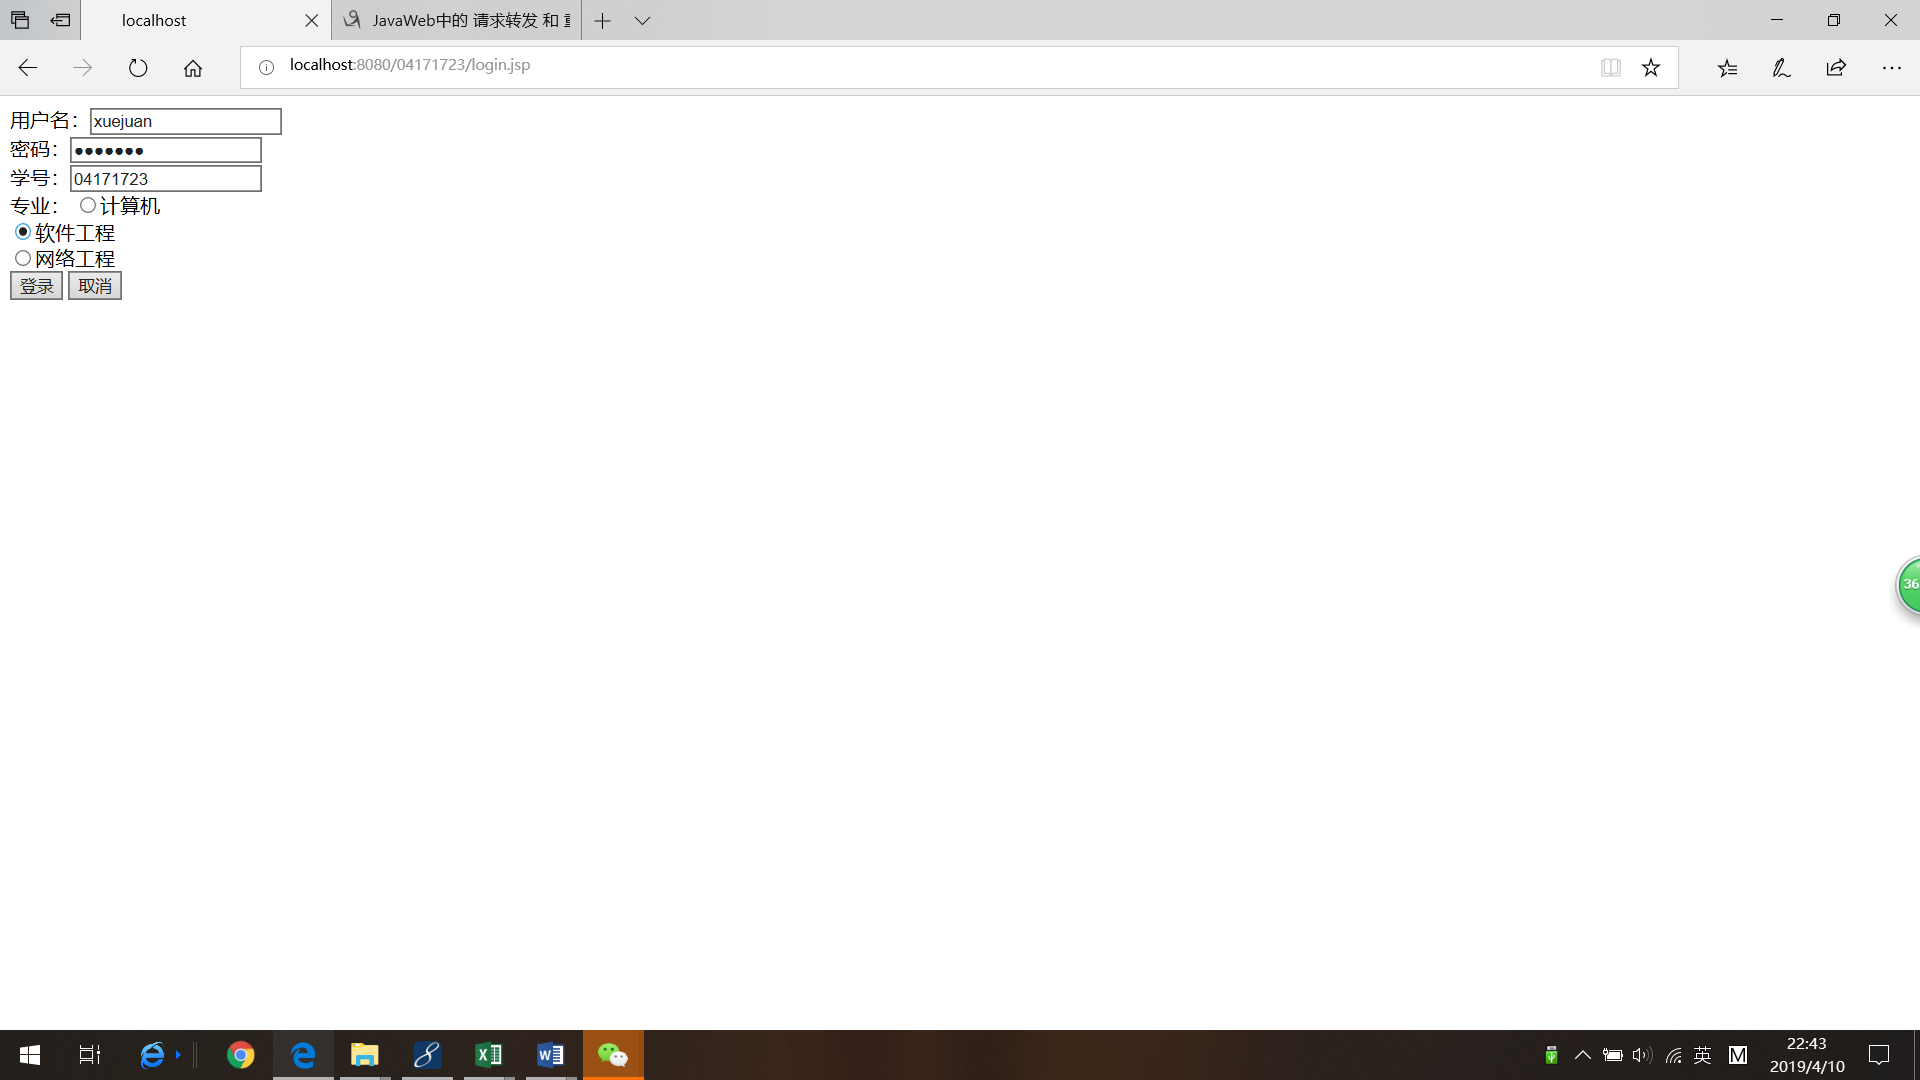 localhost
JavaWeb中的 请求转发 和
localhost:8080/04171723/login.jsp
用户名：xuejuan
密码：●●●●●●●
学号：04171723
专业： 计算机
软件工程
网络工程
登录 取消
36
英 M
22:43
2019/4/10